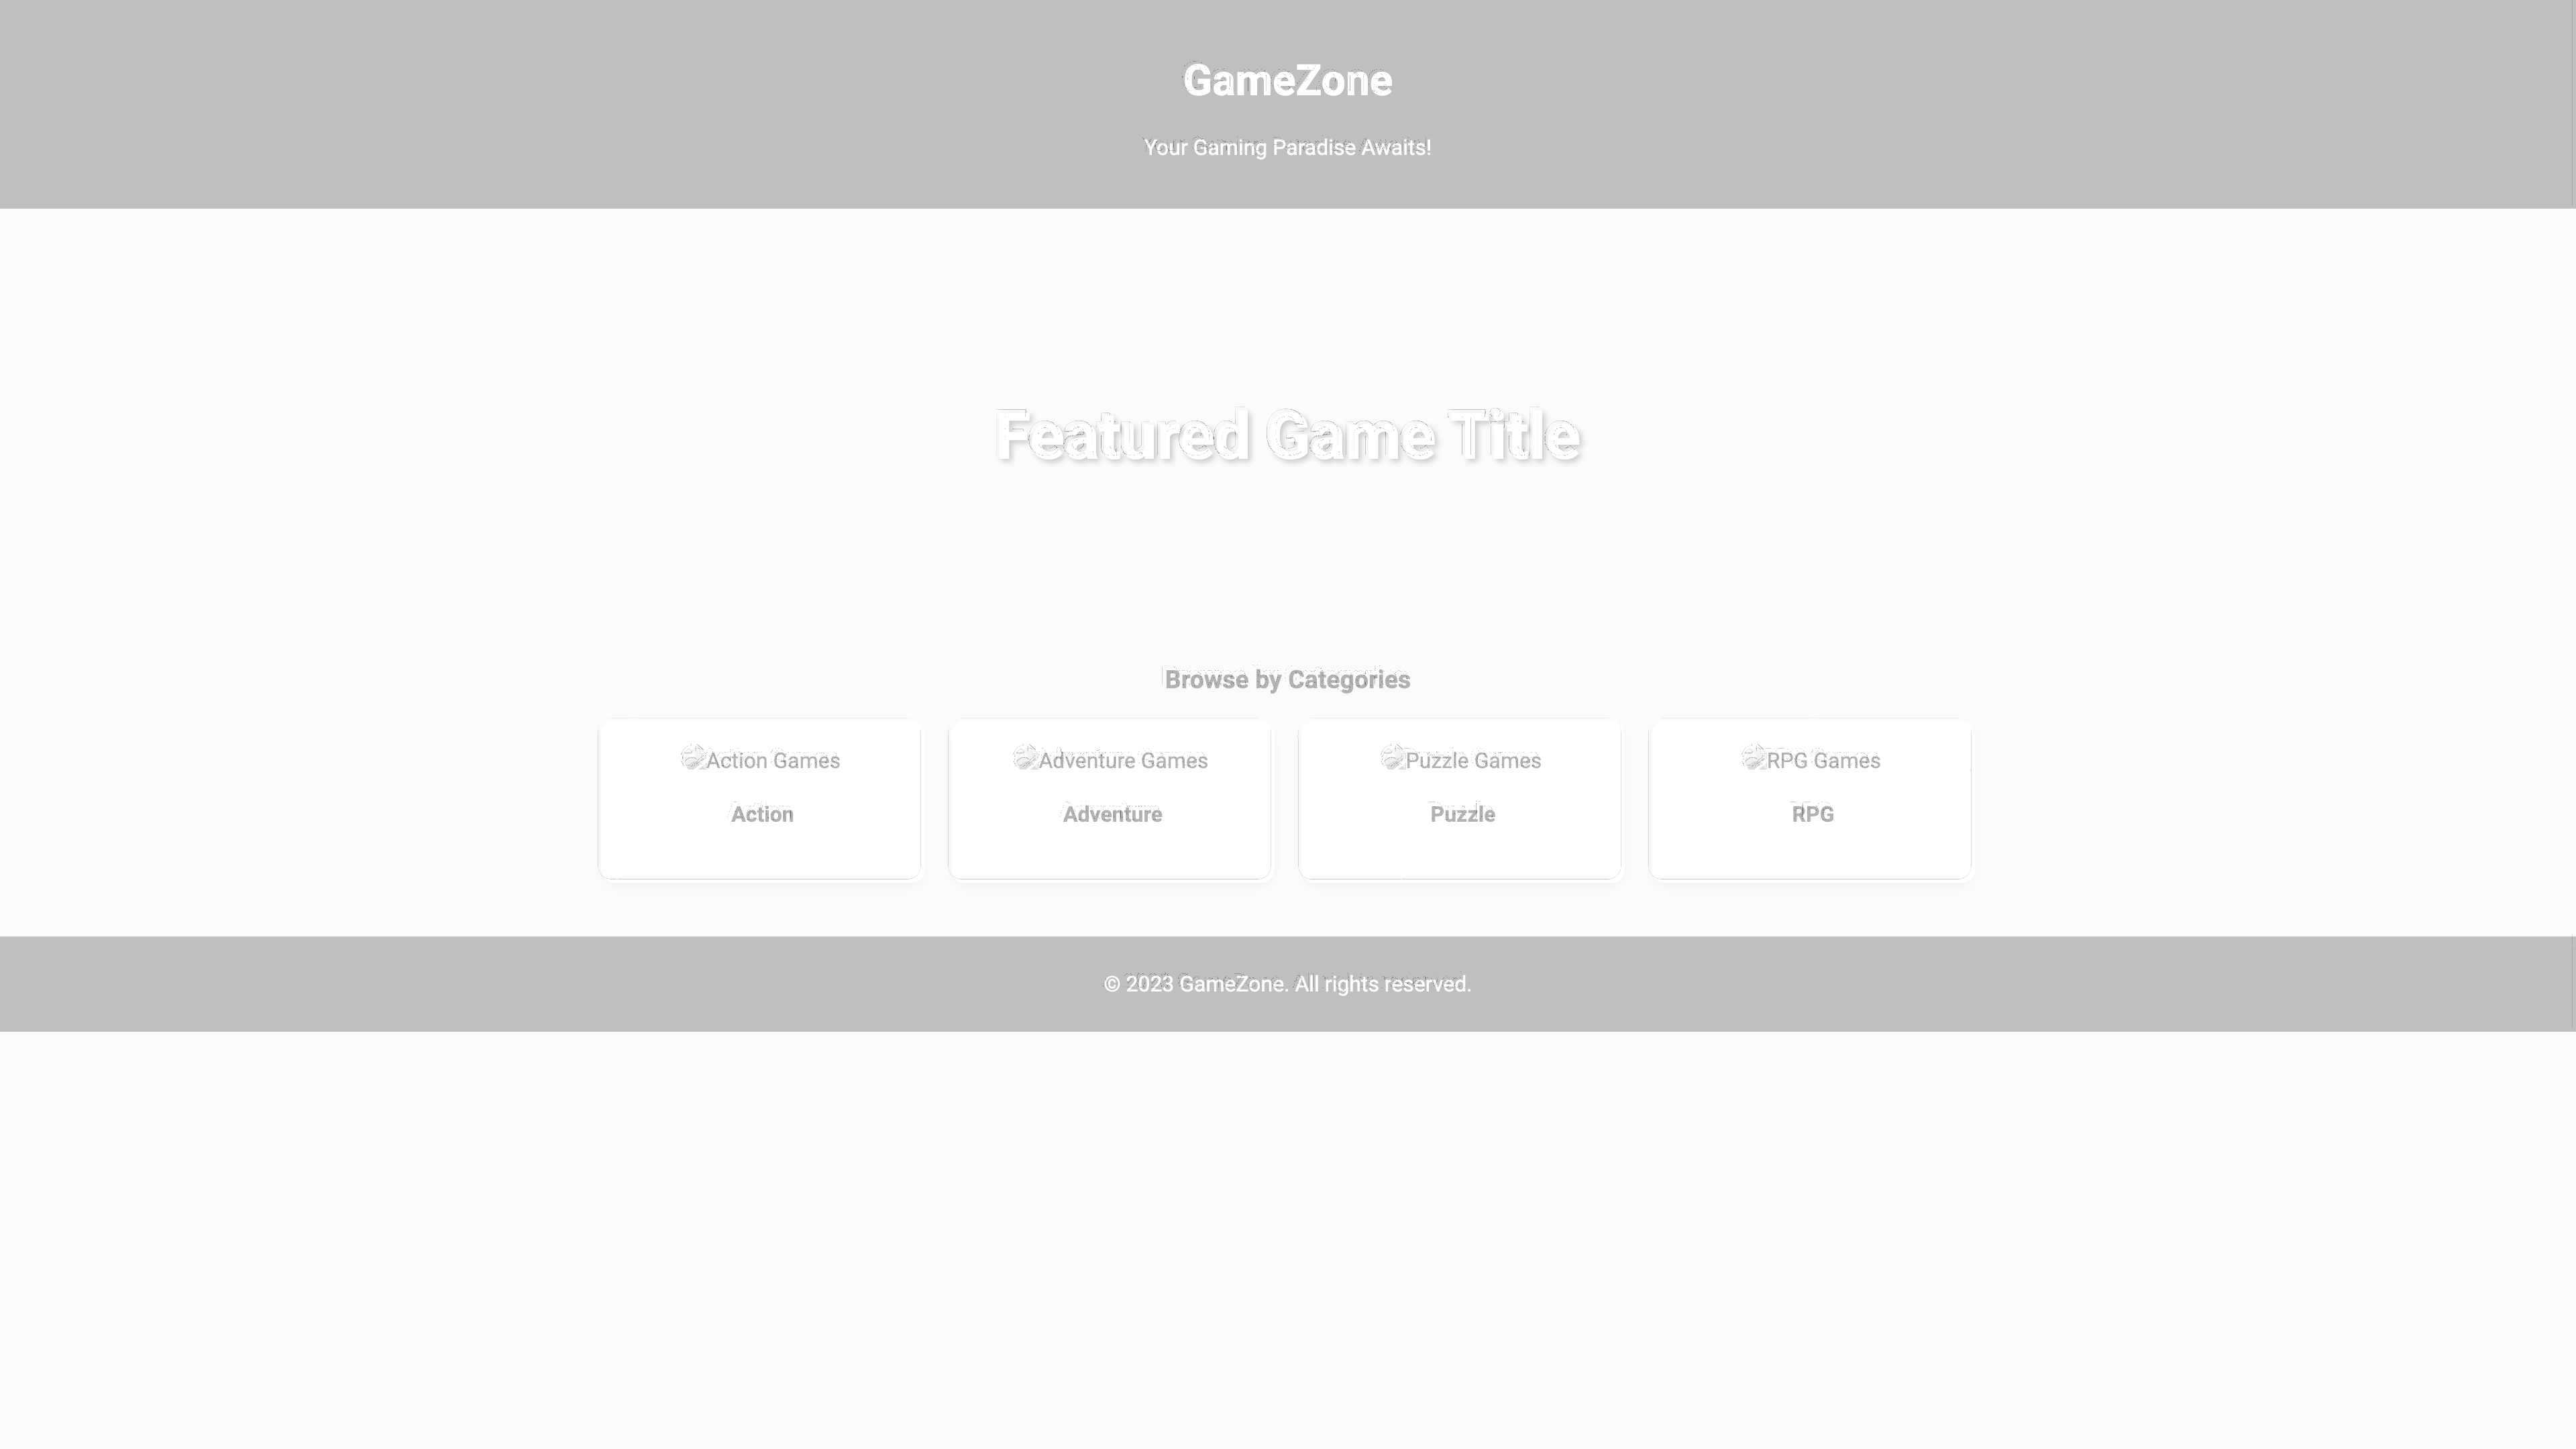 GameZone
Your Gaming Paradise Awaits!
Featured Game Title
Browse by Categories
Action Games
Adventure Games
Puzzle Games
RPG Games
Action
Adventure
Puzzle
RPG
© 2023 GameZone. All rights reserved.